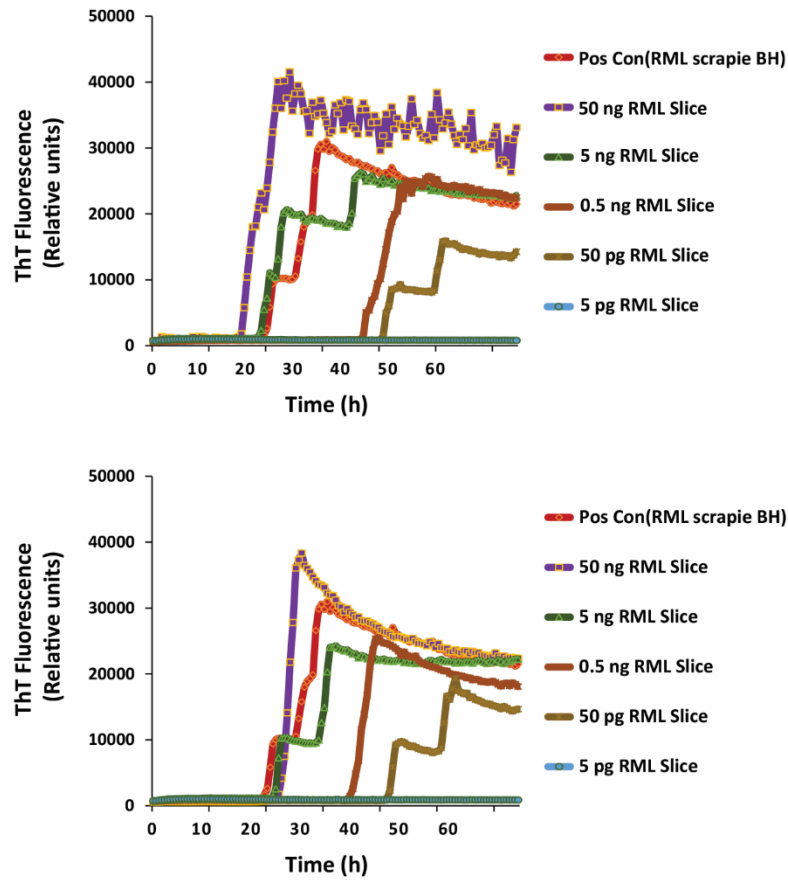 50000
40000
30000
20000
10000
0
ThT Fluorescence
(Relative units)
0 10 20 30 40 50 60
Time (h)
Pos Con(RML scrapie BH)
50 ng RML Slice
5 ng RML Slice
0.5 ng RML Slice
50 pg RML Slice
5 pg RML Slice
50000
40000
30000
20000
10000
0
ThT Fluorescence
(Relative units)
0 10 20 30 40 50 60
Time (h)
Pos Con(RML scrapie BH)
50 ng RML Slice
5 ng RML Slice
0.5 ng RML Slice
50 pg RML Slice
5 pg RML Slice